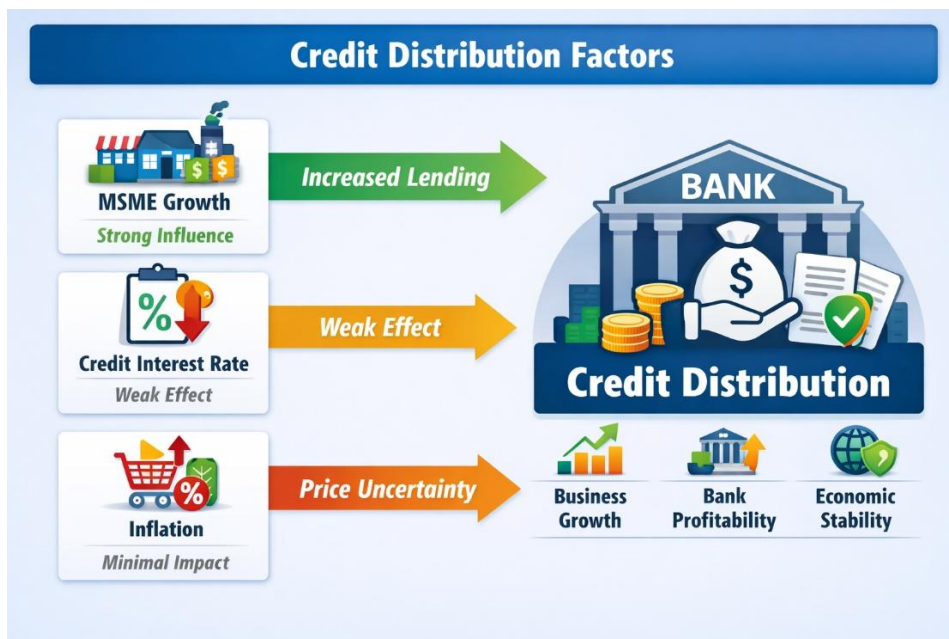 Credit Distribution Factors
MSME Growth
Strong Influence
Increased Lending
$ $
%
Credit Interest Rate
Weak Effect
Weak Effect
%
Inflation
Minimal Impact
Price Uncertainty
BANK
$
Credit Distribution
Business
Growth
Bank
Profitability
Economic
Stability